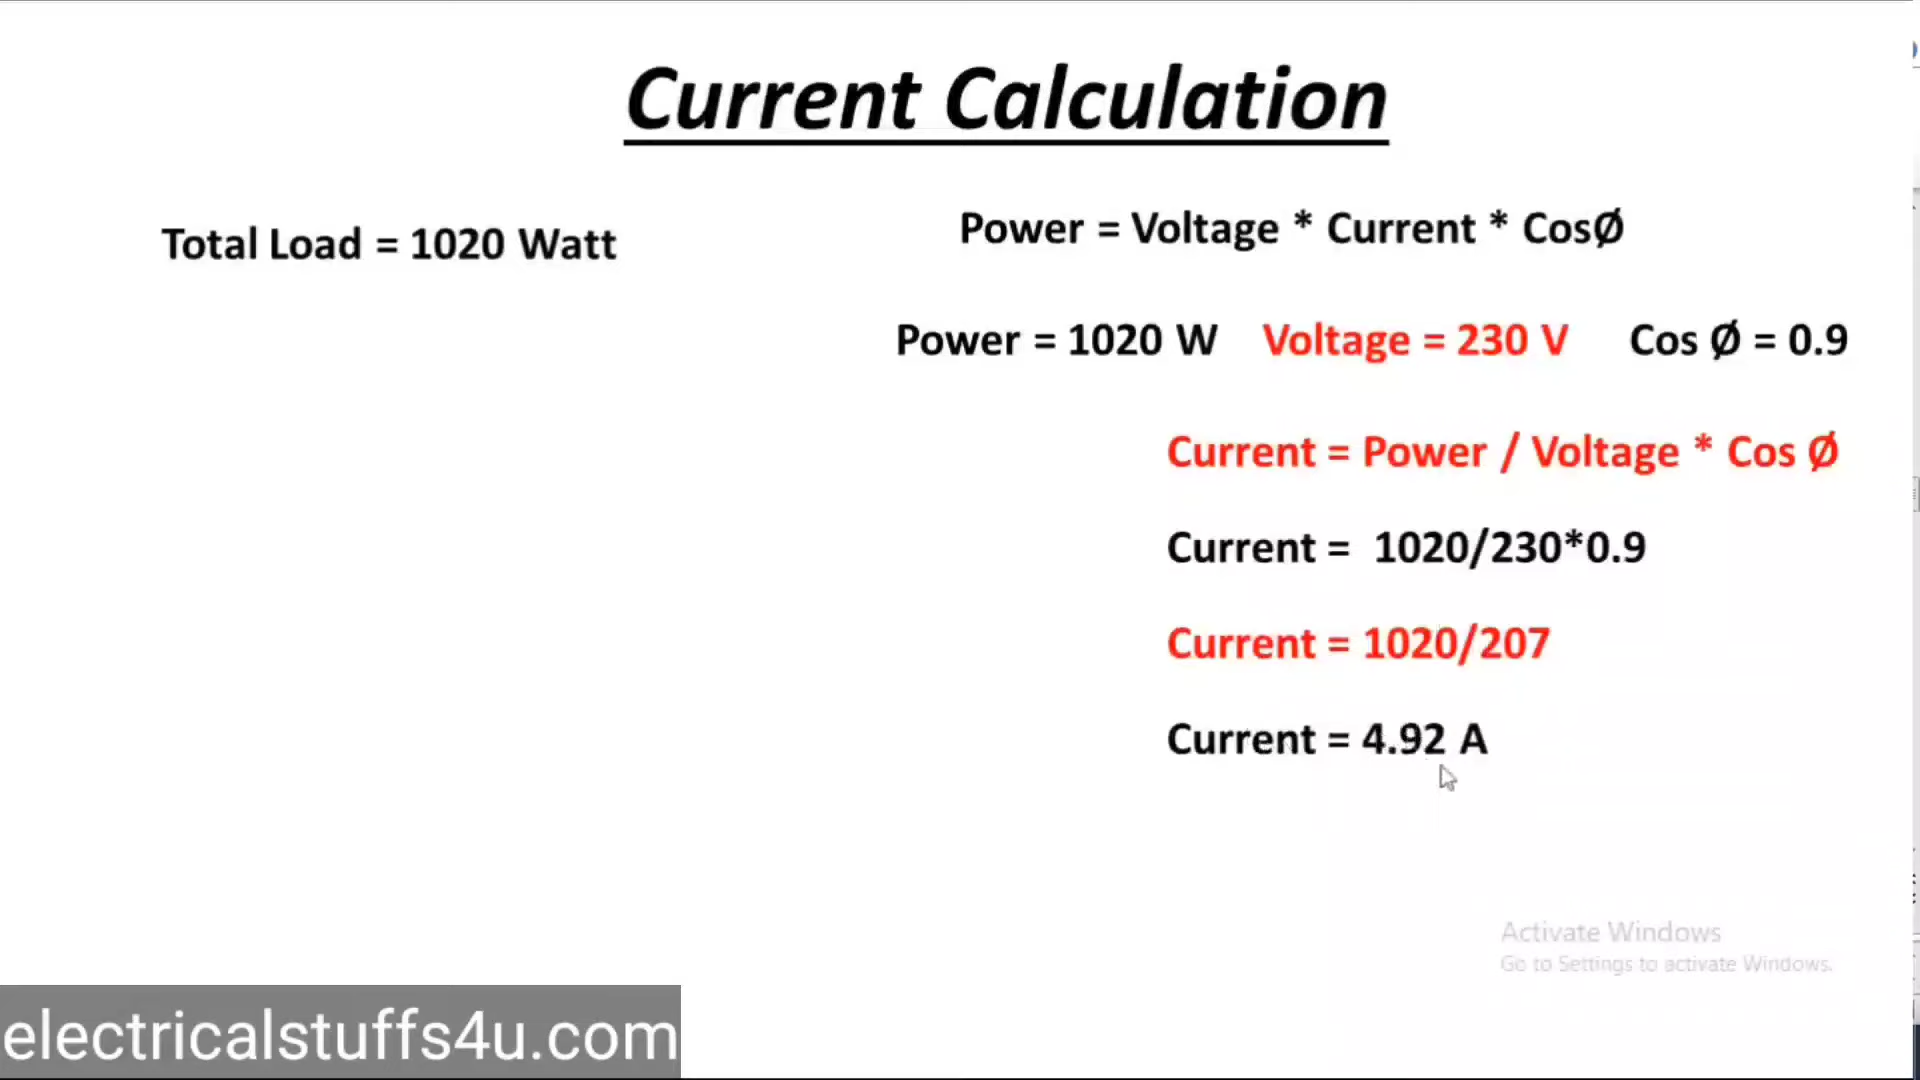 Current Calculation
Total Load = 1020 Watt
Power = Voltage * Current * CosØ
Power = 1020 W Voltage = 230 V Cos Ø = 0.9
Current = Power / Voltage * Cos Ø
Current = 1020/230*0.9
Current = 1020/207
Current = 4.92 A
Activate Windows
Go to Settings to activate Windows.
electricalstuffs4u.com